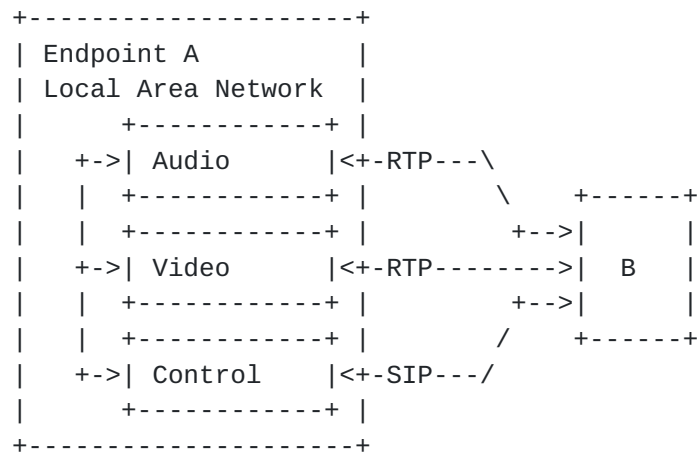 +---------------------+
| Endpoint A          |
| Local Area Network  |
|      +------------+ |
|   +->| Audio      |<+-RTP---\
|   |  +------------+ |        \    +------+
|   |  +------------+ |         +-->|      |
|   +->| Video      |<+-RTP-------->|  B   |
|   |  +------------+ |         +-->|      |
|   |  +------------+ |        /    +------+
|   +->| Control    |<+-SIP---/
|      +------------+ |
+---------------------+